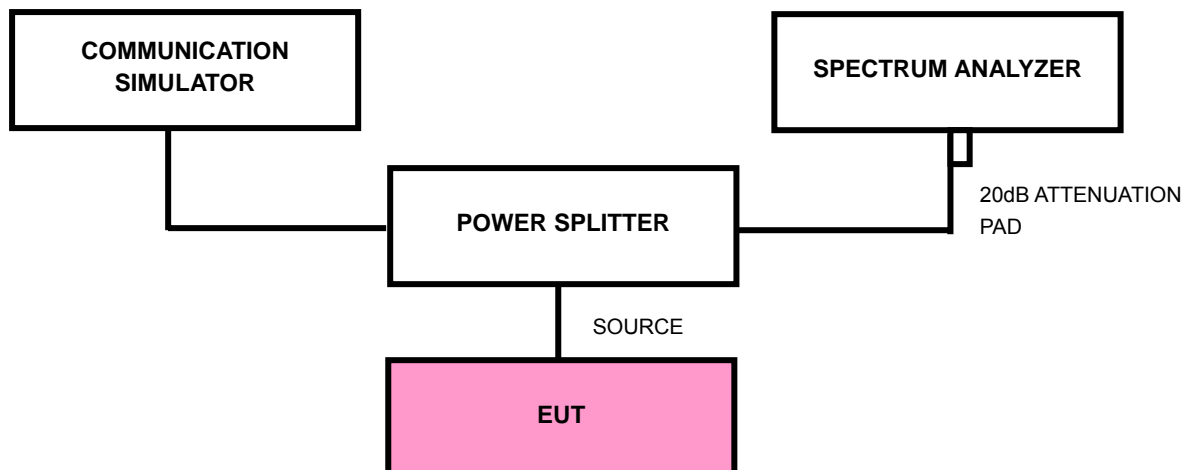 COMMUNICATION
SIMULATOR
SPECTRUM ANALYZER
20dB ATTENUATION
PAD
POWER SPLITTER
SOURCE
EUT